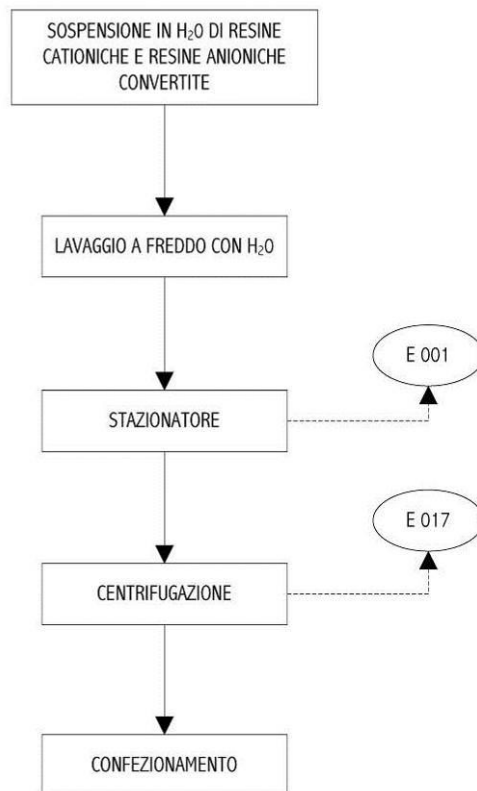 SOSPENSIONE IN H₂O DI RESINE
CATIONICHE E RESINE ANIONICHE
CONVERTITE
LAVAGGIO A FREDDO CON H₂O
E 001
STAZIONATORE
E 017
CENTRIFUGAZIONE
CONFEZIONAMENTO